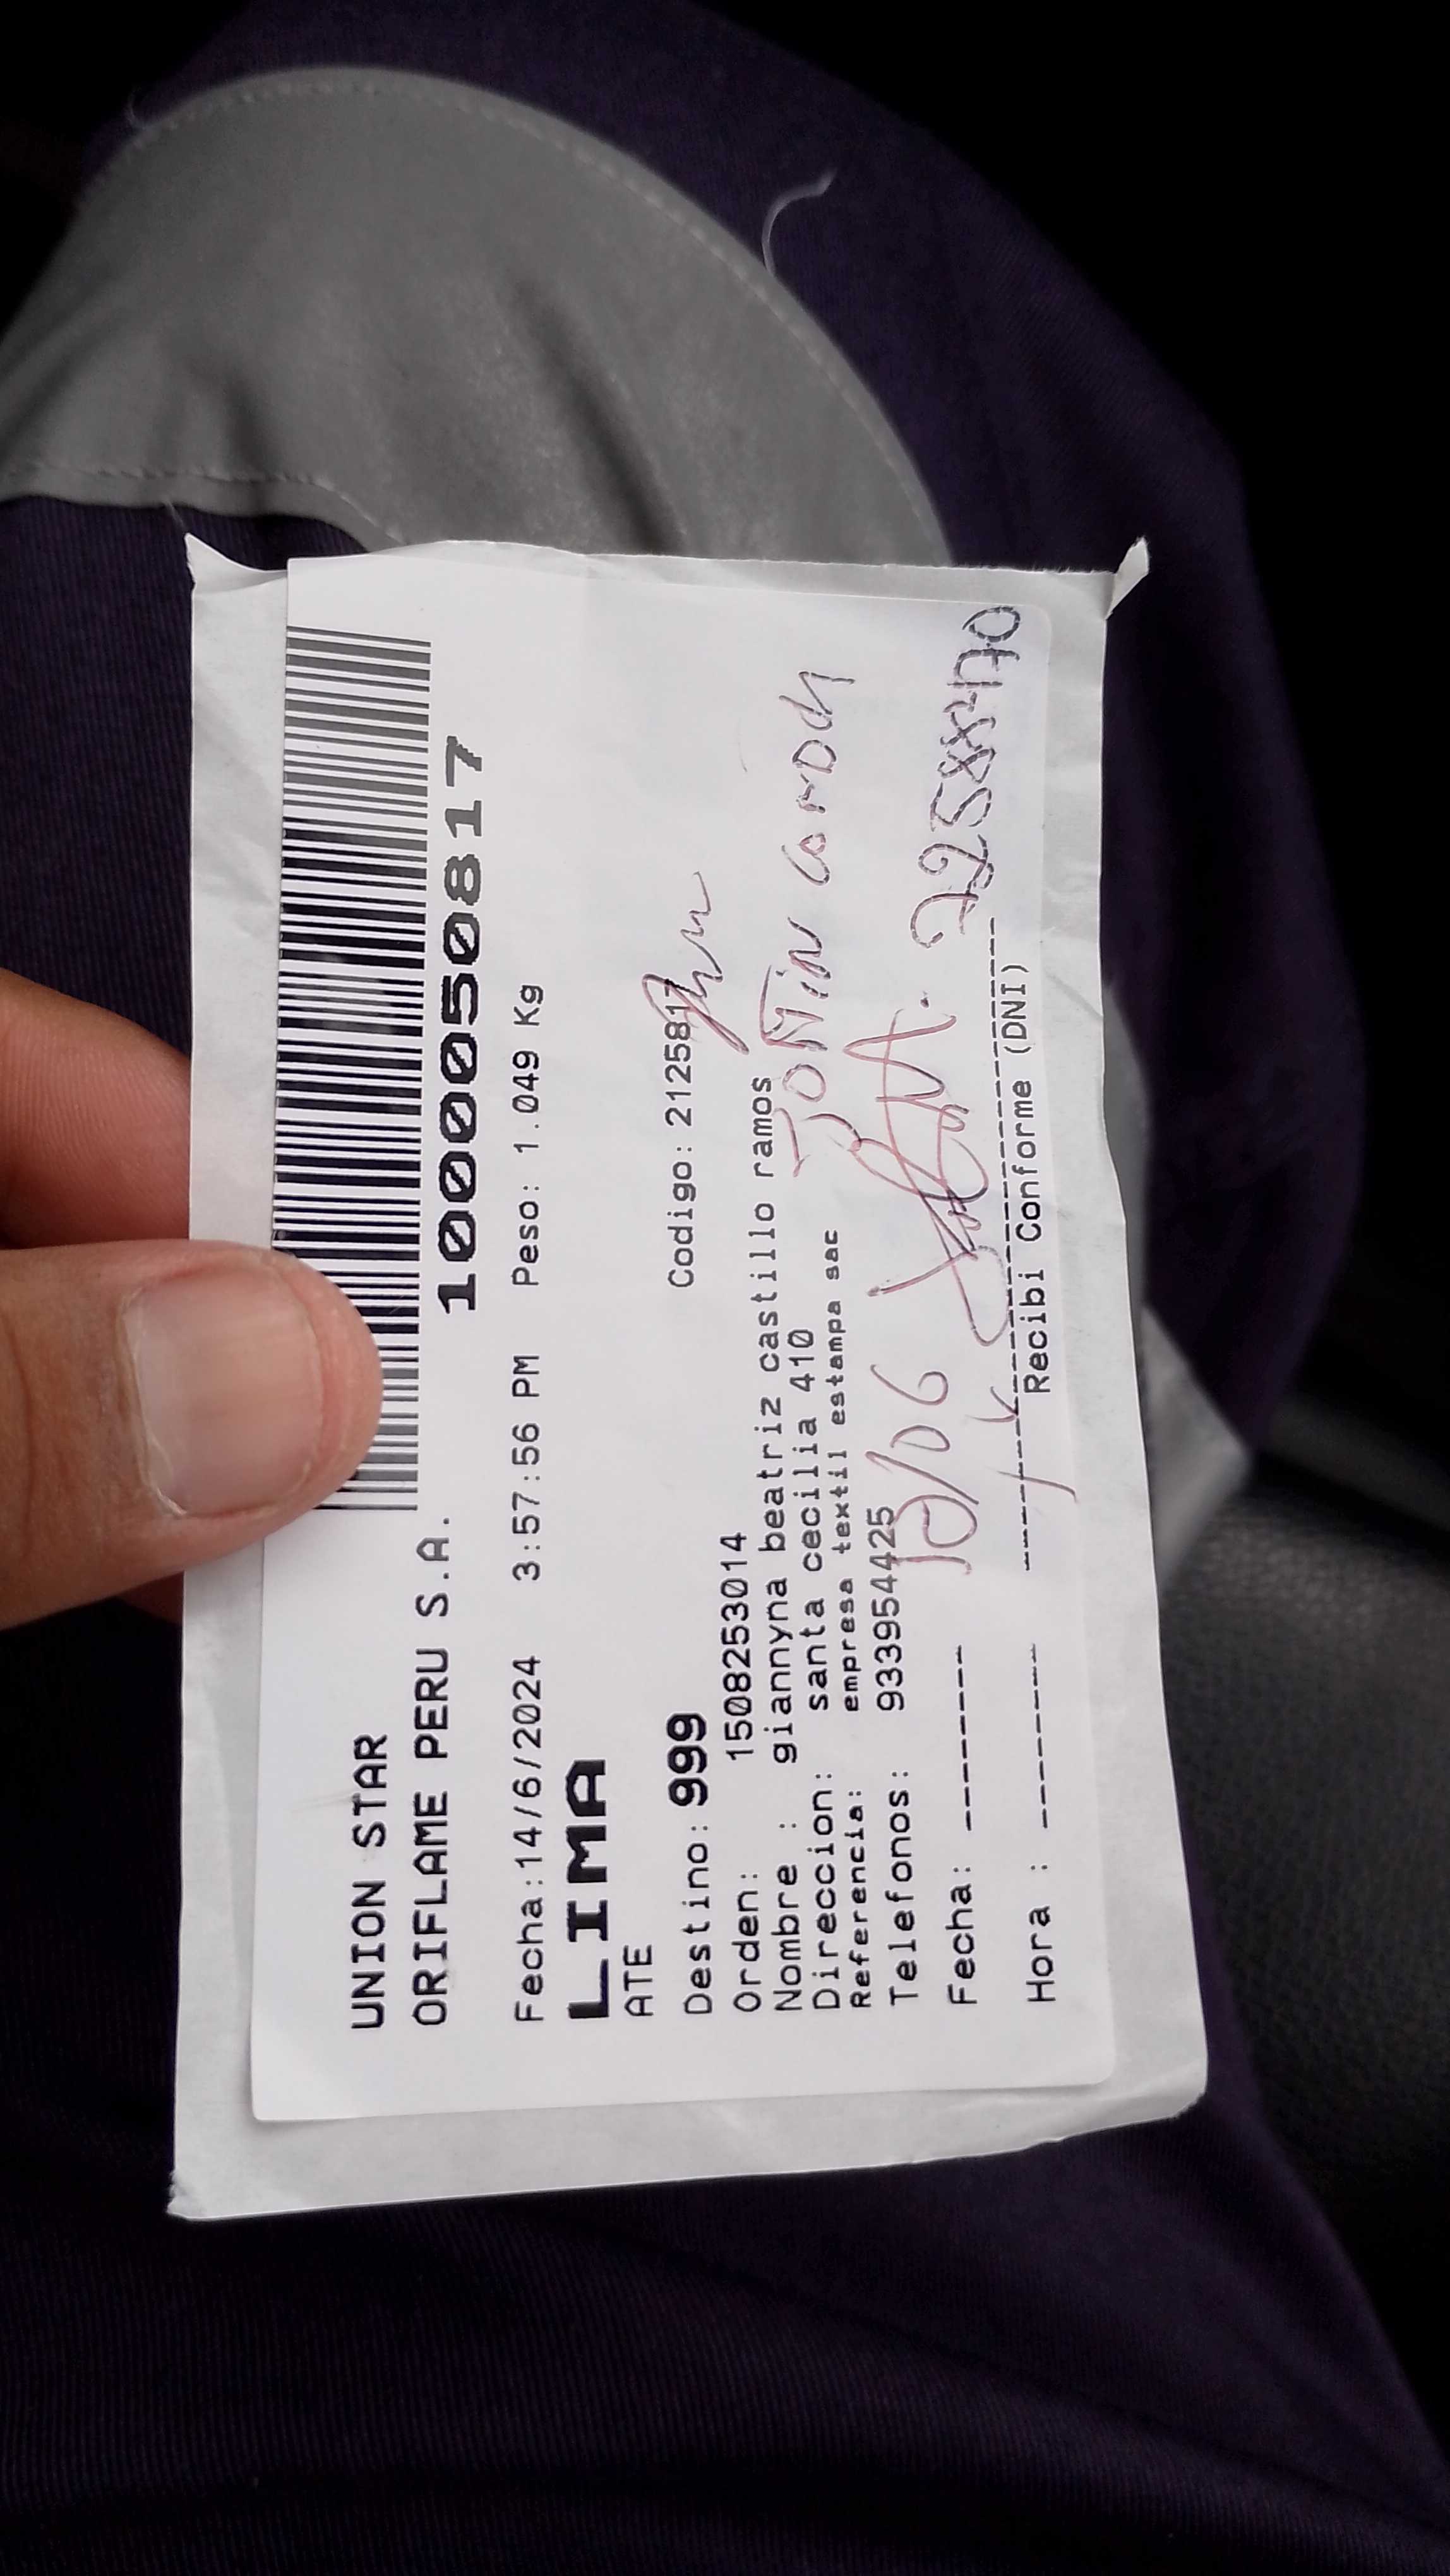 UNION STAR
ORIFLAME PERU S.A.
1000050817
Fecha:14/6/2024 3:57:56 PM Peso: 1.049 Kg
LIMA
ATE
Destino: 999 Codigo: 2125817
Orden: 1508253014
Nombre : giannyna beatriz castillo ramos
Direccion: santa cecilia 410
Referencia: empresa textil estampa sac
Telefonos: 933954425
Fecha: --------
Hora : --------
Recibi Conforme (DNI)